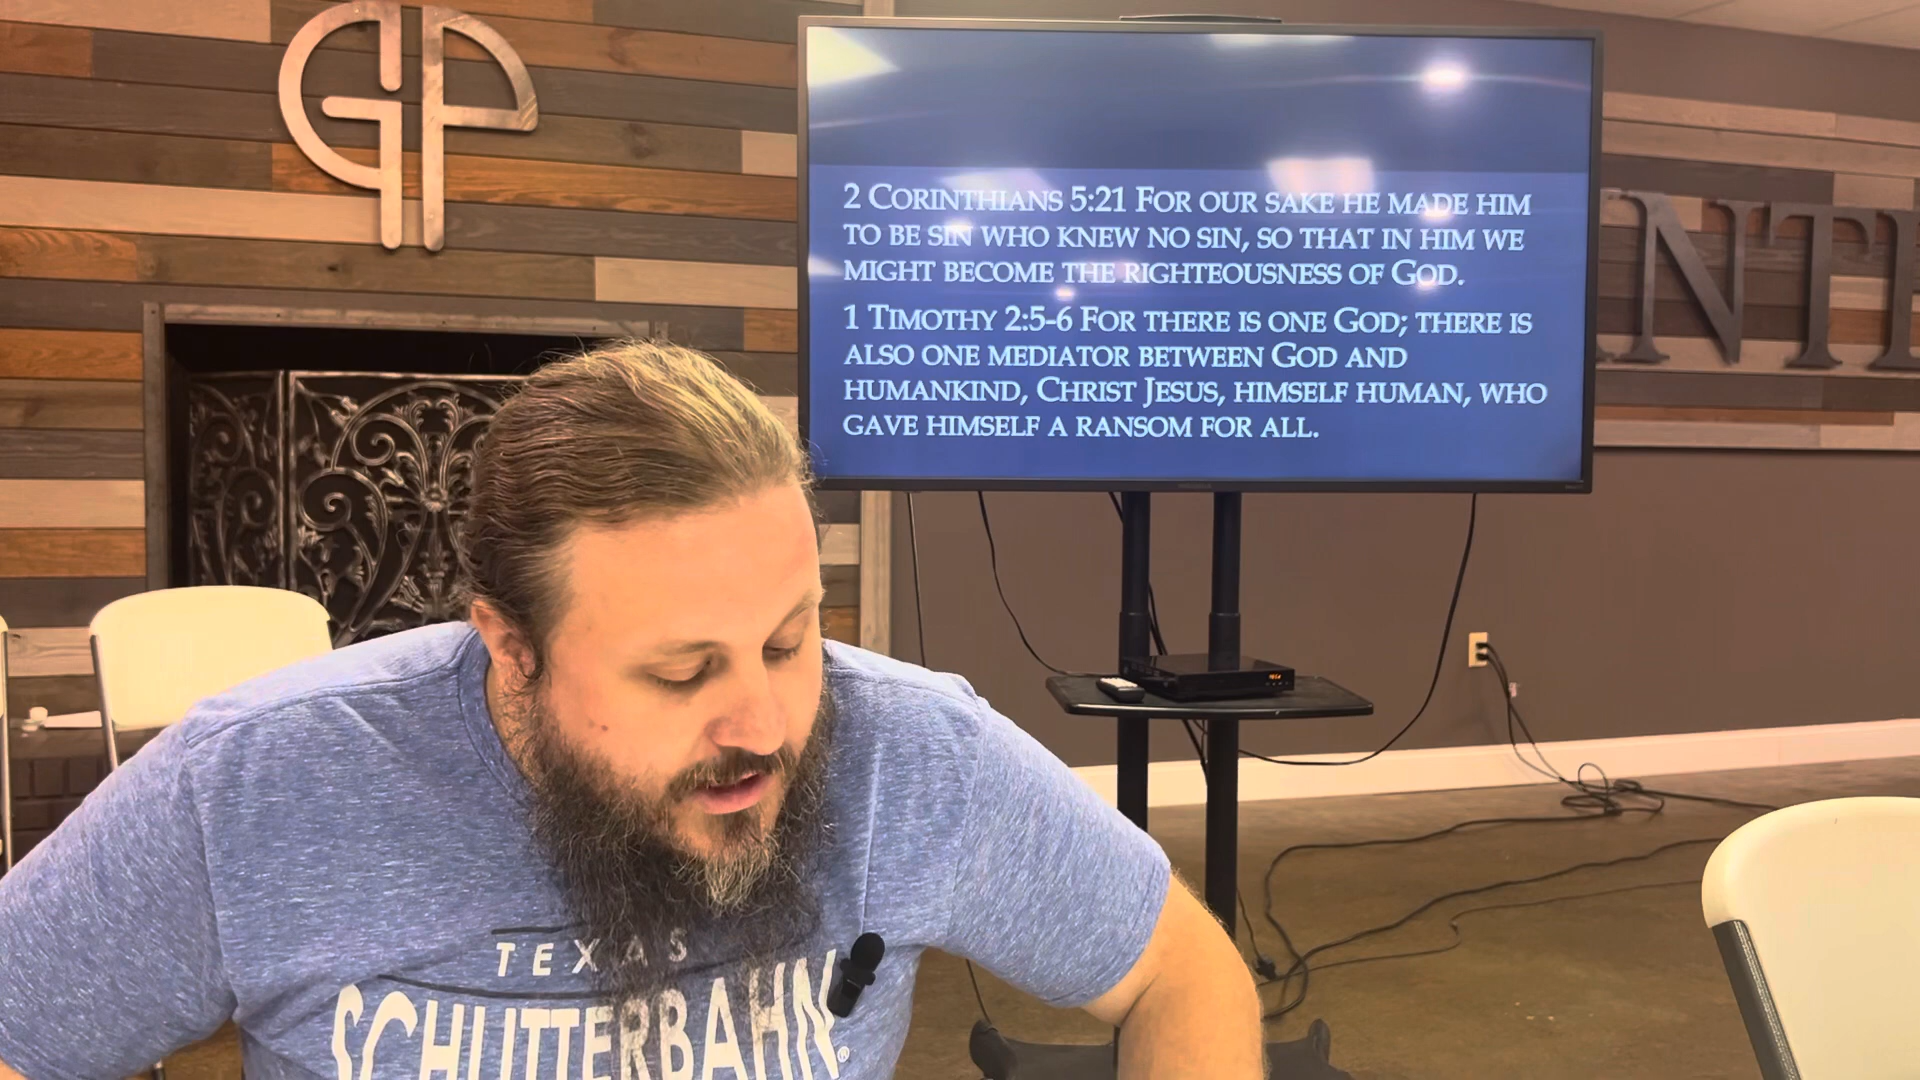 GP
2 Corinthians 5:21 For our sake he made him
to be sin who knew no sin, so that in him we
might become the righteousness of God.
1 Timothy 2:5-6 For there is one God; there is
also one mediator between God and
humankind, Christ Jesus, himself human, who
gave himself a ransom for all.
NTE
TEXAS
SCHLITTERBAHN®